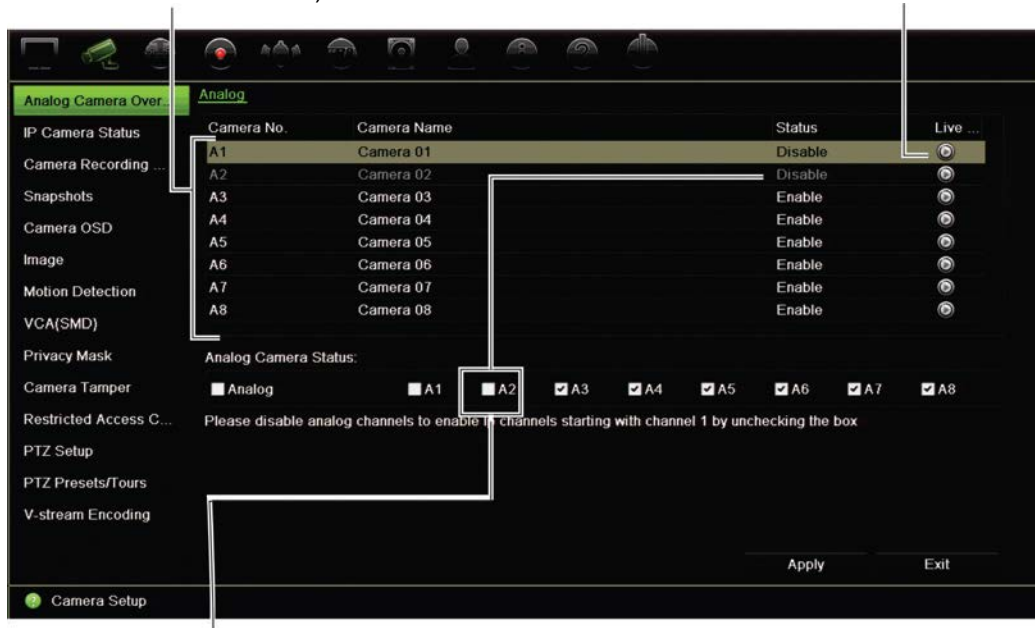 Analog Camera Over...
Analog
IP Camera Status
Camera Recording ...
Snapshots
Camera OSD
Image
Motion Detection
VCA(SMD)
Privacy Mask
Camera Tamper
Restricted Access C...
PTZ Setup
PTZ Presets/Tours
V-stream Encoding
Camera No. Camera Name Status Live ...
A1 Camera 01 Disable
A2 Camera 02 Disable
A3 Camera 03 Enable
A4 Camera 04 Enable
A5 Camera 05 Enable
A6 Camera 06 Enable
A7 Camera 07 Enable
A8 Camera 08 Enable
Analog Camera Status:
Analog A1 A2 A3 A4 A5 A6 A7 A8
Please disable analog channels to enable channels starting with channel 1 by unchecking the box
Apply Exit
Camera Setup